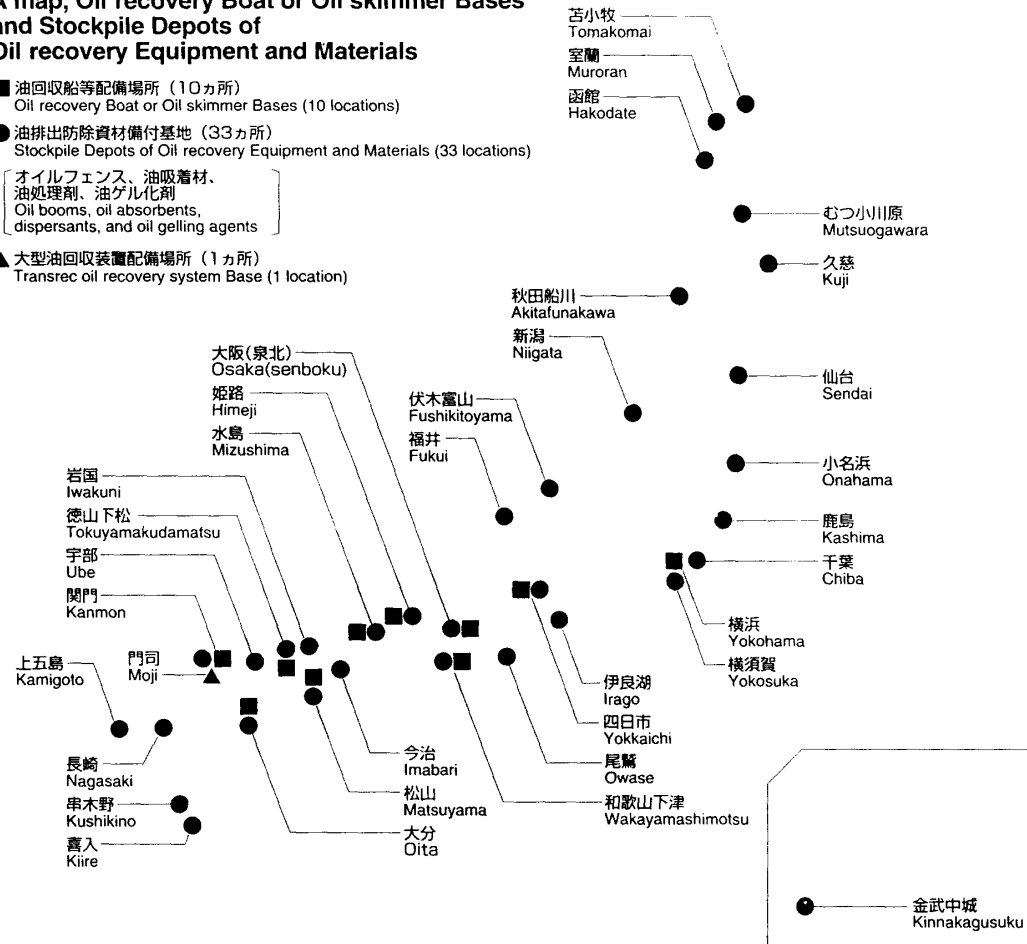 A map, Oil recovery Boat or Oil skimmer Bases
and Stockpile Depots of
Oil recovery Equipment and Materials
■ 油回収船等配備場所（10ヵ所）
Oil recovery Boat or Oil skimmer Bases (10 locations)
● 油排出防除資材備付基地（33ヵ所）
Stockpile Depots of Oil recovery Equipment and Materials (33 locations)
オイルフェンス、油吸着材、
油処理剤、油ゲル化剤
Oil booms, oil absorbents,
dispersants, and oil gelling agents
▲ 大型油回収装置配備場所（1ヵ所）
Transrec oil recovery system Base (1 location)
苫小牧
Tomakomai
室蘭
Muroran
函館
Hakodate
むつ小川原
Mutsuogawara
久慈
Kuji
秋田船川
Akitafunakawa
新潟
Niigata
仙台
Sendai
大阪(泉北)
Osaka(senboku)
姫路
Himeji
水島
Mizushima
伏木富山
Fushikitoyama
福井
Fukui
小名浜
Onahama
鹿島
Kashima
千葉
Chiba
岩国
Iwakuni
徳山下松
Tokuyamakudamatsu
宇部
Ube
関門
Kanmon
門司
Moji
上五島
Kamigoto
横浜
Yokohama
横須賀
Yokosuka
伊良湖
Irago
四日市
Yokkaichi
尾鷲
Owase
和歌山下津
Wakayamashimotsu
今治
Imabari
松山
Matsuyama
大分
Oita
長崎
Nagasaki
串木野
Kushikino
喜入
Kiire
金武中城
Kinnakagusuku